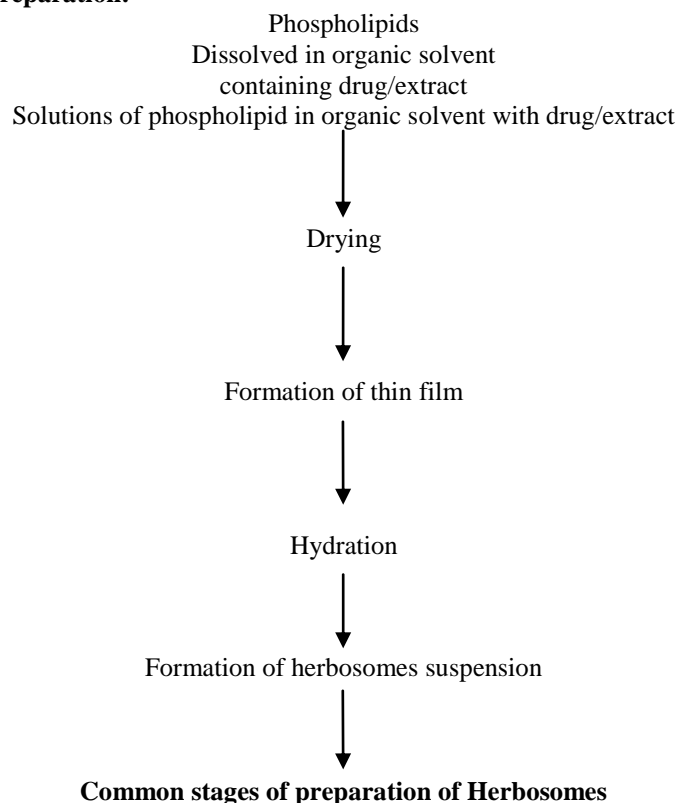 reparation:
Phospholipids
Dissolved in organic solvent
containing drug/extract
Solutions of phospholipid in organic solvent with drug/extract
Drying
Formation of thin film
Hydration
Formation of herbosomes suspension
Common stages of preparation of Herbosomes